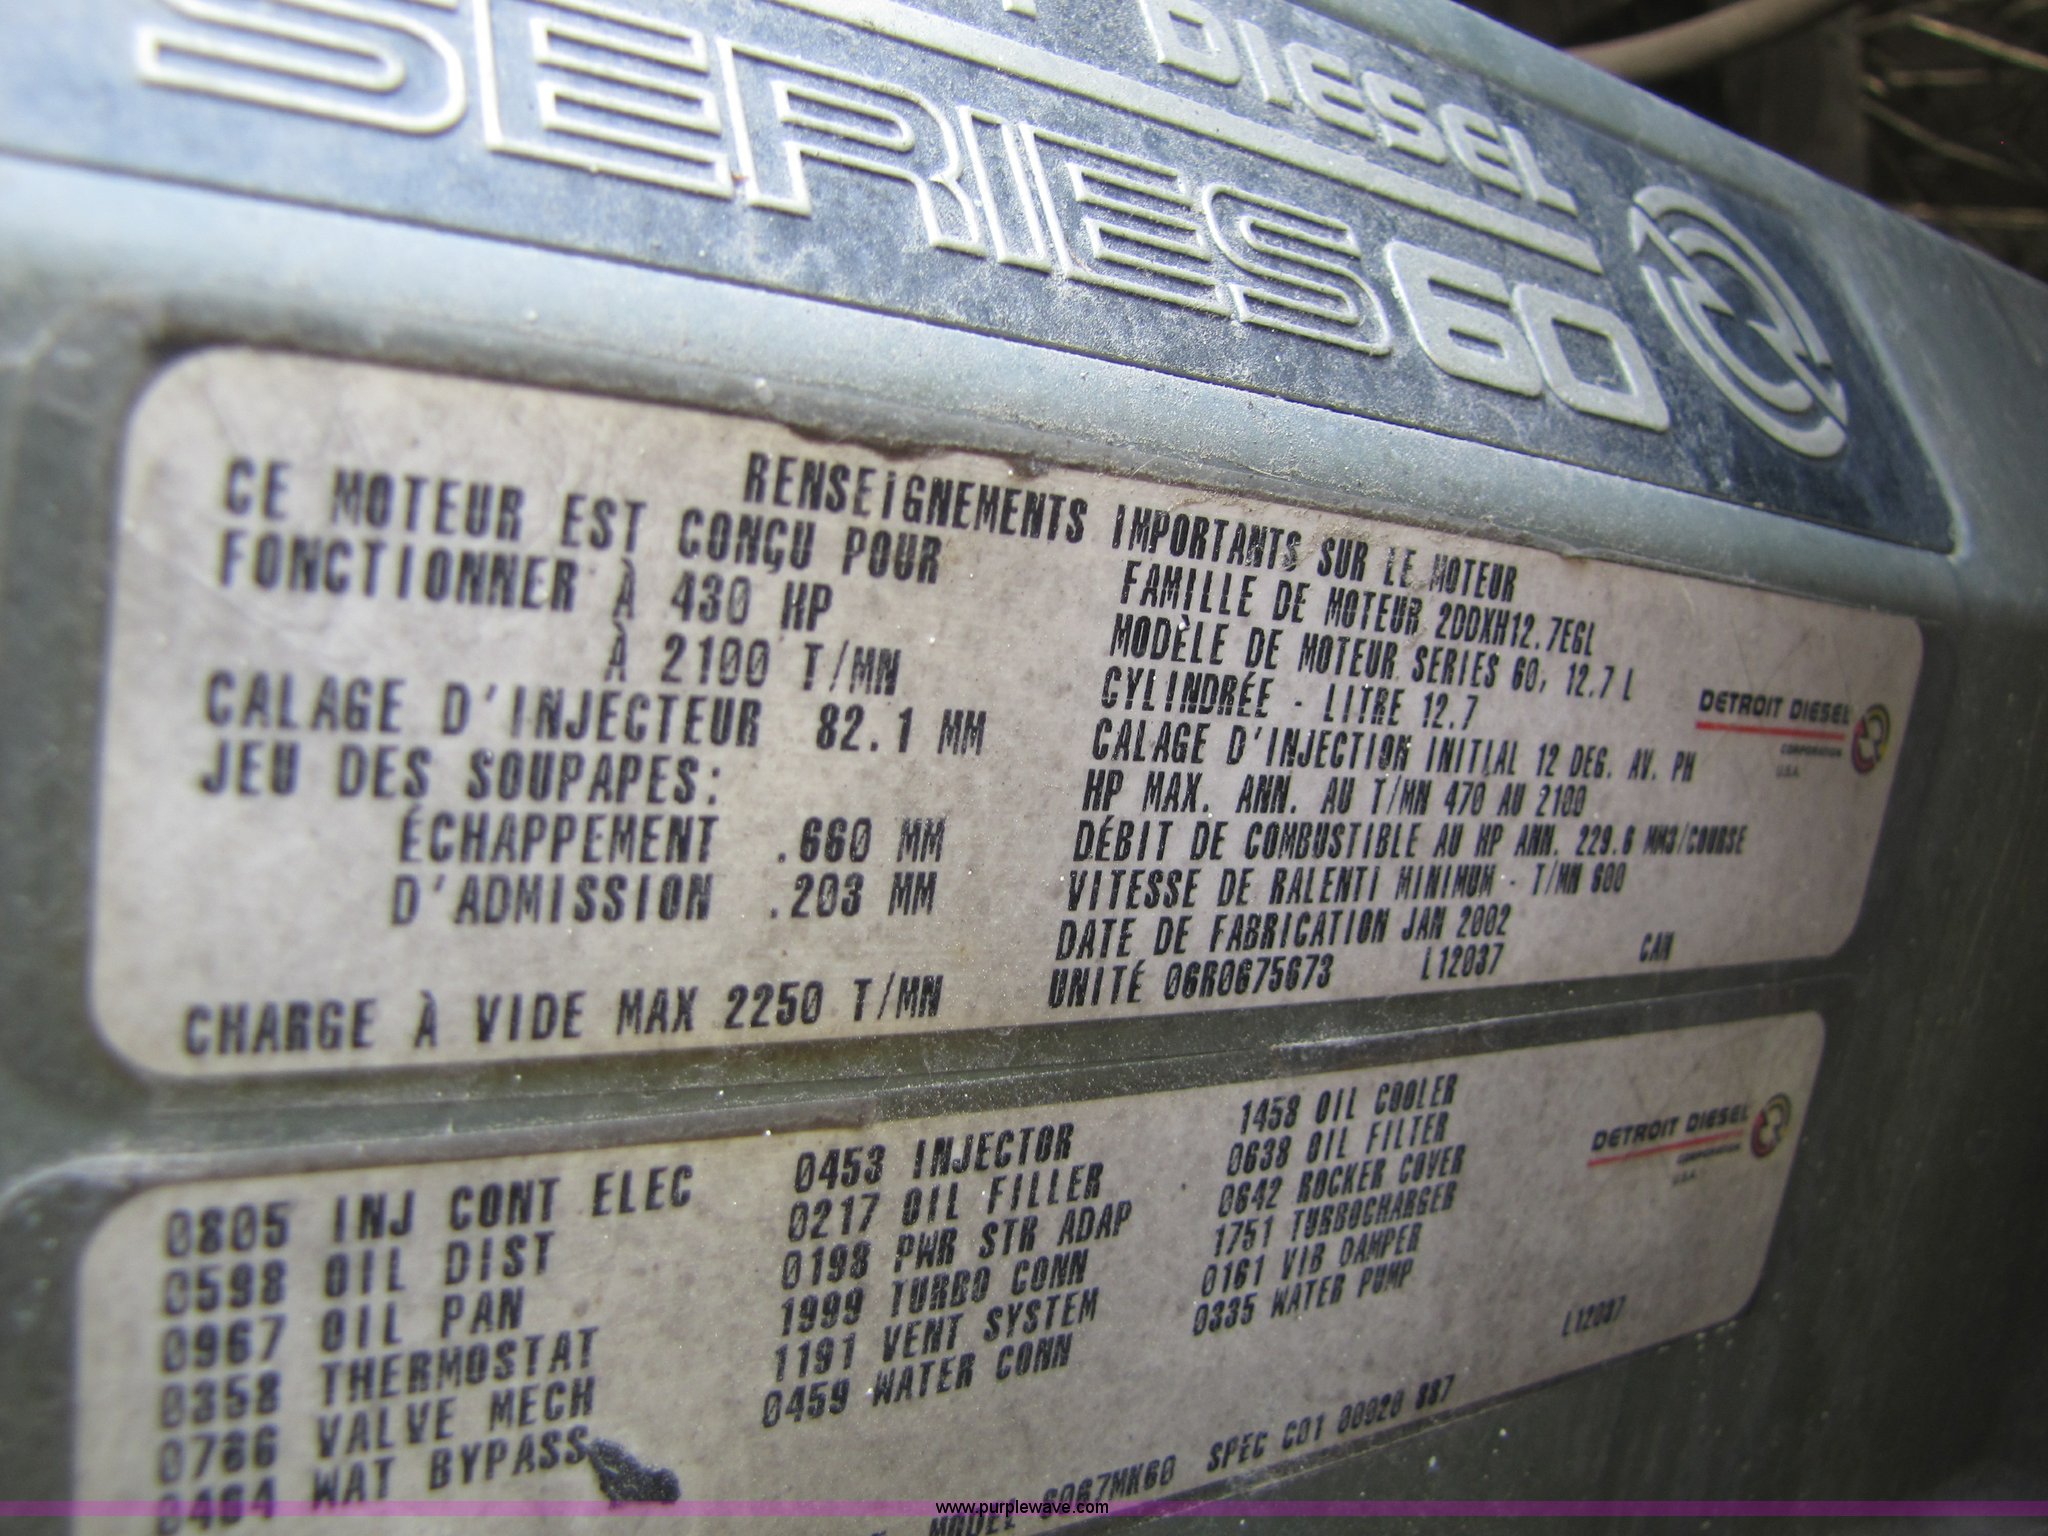 DIESEL
SERIES 60
RENSEIGNEMENTS IMPORTANTS SUR LE MOTEUR
CE MOTEUR EST CONÇU POUR
FONCTIONNER À 430 HP
À 2100 T/MN
CALAGE D'INJECTEUR 82.1 MM
JEU DES SOUPAPES:
ÉCHAPPEMENT .660 MM
D'ADMISSION .203 MM
CHARGE À VIDE MAX 2250 T/MN
FAMILLE DE MOTEUR 2DDXH12.7EGL
MODÈLE DE MOTEUR SERIES 60, 12.7 L
CYLINDRÉE - LITRE 12.7
CALAGE D'INJECTION INITIAL 12 DEG. AV. PH
HP MAX. ANN. AU T/MN 470 AU 2100
DÉBIT DE COMBUSTIBLE AU HP ANN. 229.6 MM3/COURSE
VITESSE DE RALENTI MINIMUM - T/MN 600
DATE DE FABRICATION JAN 2002
UNITÉ 06R0675673 L12037 CAN
DETROIT DIESEL
CORPORATION
U.S.A.
0805 INJ CONT ELEC
0598 OIL DIST
0967 OIL PAN
0358 THERMOSTAT
0786 VALVE MECH
0484 WAT BYPASS
0453 INJECTOR
0217 OIL FILLER
0198 PWR STR ADAP
1999 TURBO CONN
1191 VENT SYSTEM
0459 WATER CONN
1458 OIL COOLER
0638 OIL FILTER
0642 ROCKER COVER
1751 TURBOCHARGER
0161 VIB DAMPER
0335 WATER PUMP
DETROIT DIESEL
CORPORATION
U.S.A.
L12037
MODEL 6067MK60 SPEC C01 00920 887
www.purplewave.com